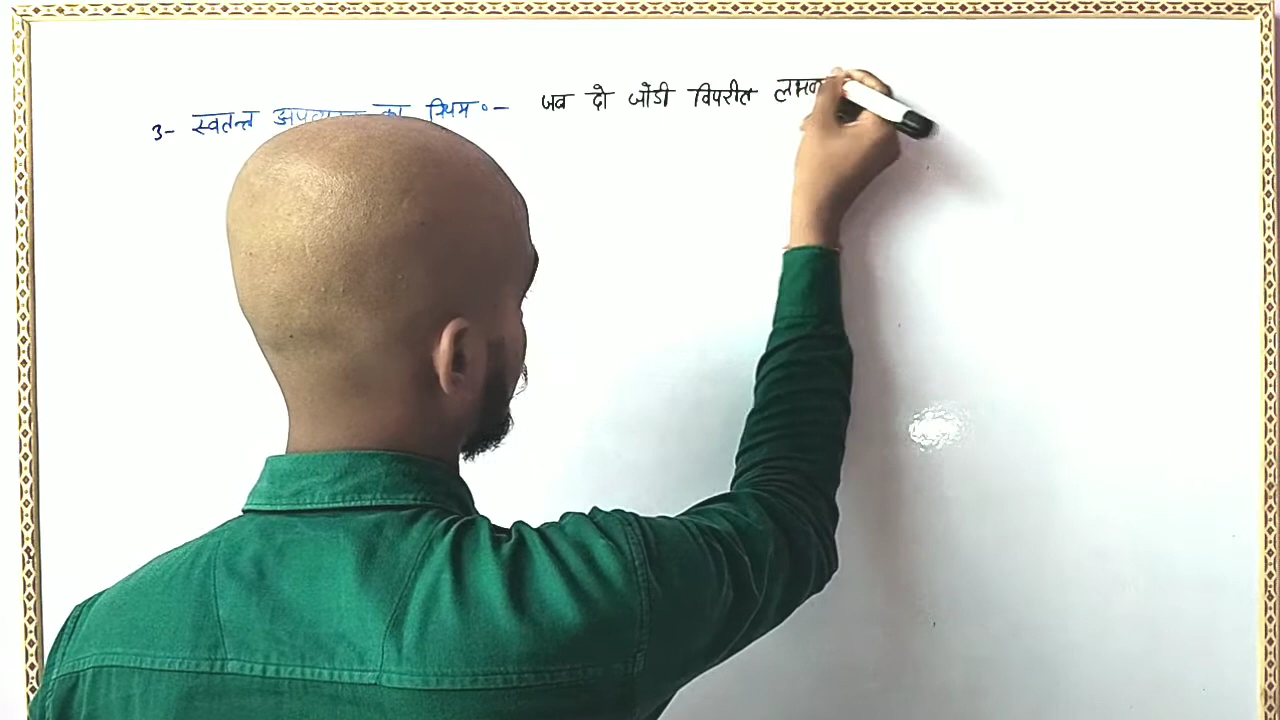 3- स्वतन्त्र का नियम :- जब दो जोडी विपरीत